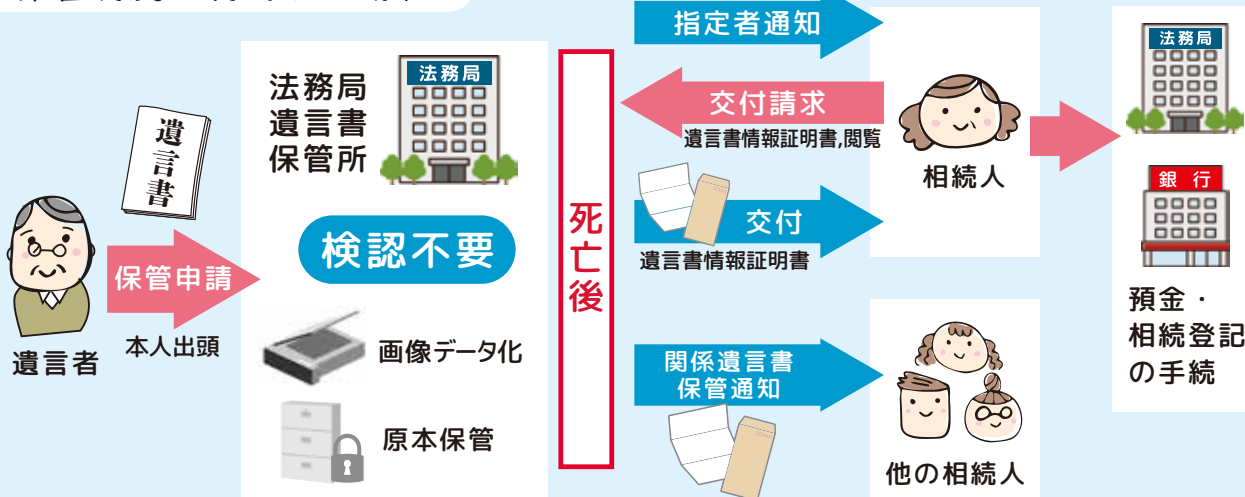 遺言書
遺言者
保管申請
本人出頭
法務局
遺言書
保管所
法務局
検認不要
画像データ化
原本保管
死亡後
指定者通知
交付請求
遺言書情報証明書,閲覧
交付
遺言書情報証明書
関係遺言書
保管通知
相続人
他の相続人
法務局
銀行
預金・
相続登記
の手続